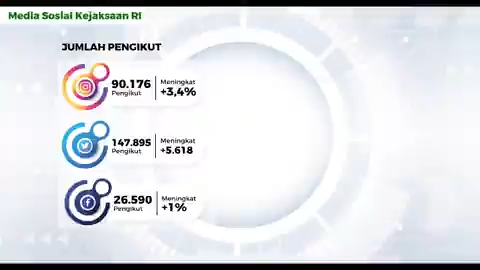 Media Soslai Kejaksaan RI
JUMLAH PENGIKUT
90.176
Pengikut
Meningkat
+3,4%
147.895
Pengikut
Meningkat
+5.618
26.590
Pengikut
Meningkat
+1%